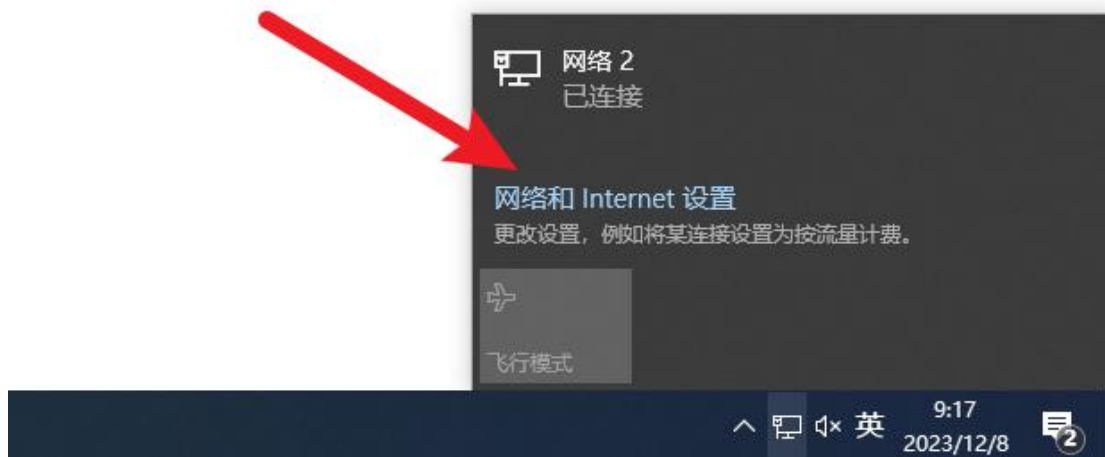 网络 2
已连接
网络和 Internet 设置
更改设置，例如将某连接设置为按流量计费。
飞行模式
英
9:17
2023/12/8
2